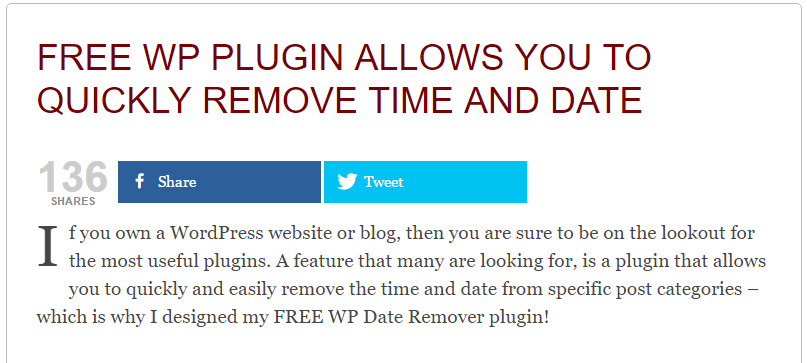 FREE WP PLUGIN ALLOWS YOU TO
QUICKLY REMOVE TIME AND DATE
136
SHARES
Share
Tweet
If you own a WordPress website or blog, then you are sure to be on the lookout for
the most useful plugins. A feature that many are looking for, is a plugin that allows
you to quickly and easily remove the time and date from specific post categories –
which is why I designed my FREE WP Date Remover plugin!